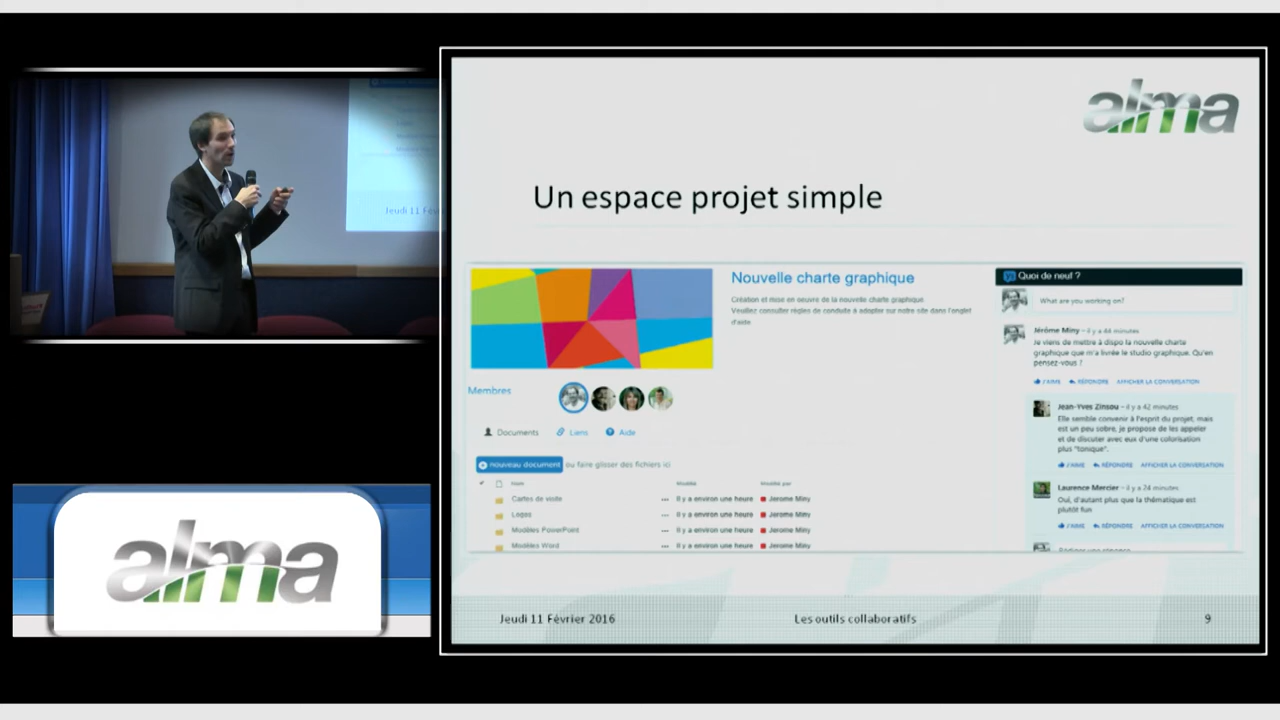 alma
Un espace projet simple
Nouvelle charte graphique
Création et mise en oeuvre de la nouvelle charte graphique.
Veuillez consulter règles de conduite à adopter sur notre site dans l'onglet
d'aide
Membres
Documents
Liens
Aide
nouveau document ou faire glisser des fichiers ici
Nom Modifié Modifié par
Cartes de visite ... Il y a environ une heure Jerome Miny
Logos ... Il y a environ une heure Jerome Miny
Modèles PowerPoint ... Il y a environ une heure Jerome Miny
Modèles Word ... Il y a environ une heure Jerome Miny
Quoi de neuf ?
What are you working on?
Jérôme Miny – il y a 44 minutes
Je viens de mettre à dispo la nouvelle charte
graphique que m'a livrée le studio graphique. Qu'en
pensez-vous ?
J'AIME RÉPONDRE AFFICHER LA CONVERSATION
Jean-Yves Zinsou – il y a 42 minutes
Elle semble convenir à l'esprit du projet, mais
est un peu sobre, je propose de les appeler
et de discuter avec eux d'une colorisation
plus "tonique".
J'AIME RÉPONDRE AFFICHER LA CONVERSATION
Laurence Mercier – il y a 24 minutes
Oui, d'autant plus que la thématique est
plutôt fun
J'AIME RÉPONDRE AFFICHER LA CONVERSATION
Jeudi 11 Février 2016
Les outils collaboratifs
9
Jeudi 11 Fév
alma